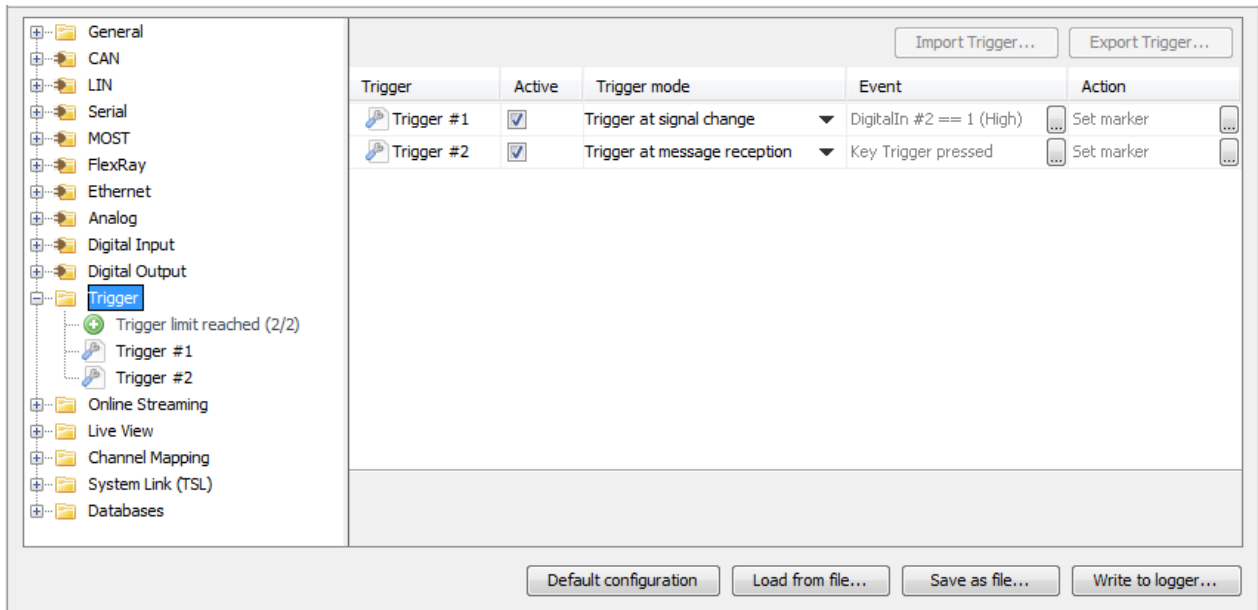 General
CAN
LIN
Serial
MOST
FlexRay
Ethernet
Analog
Digital Input
Digital Output
Trigger
Trigger limit reached (2/2)
Trigger #1
Trigger #2
Online Streaming
Live View
Channel Mapping
System Link (TSL)
Databases
Import Trigger... Export Trigger...
Trigger Active Trigger mode Event Action
Trigger #1 Trigger at signal change DigitalIn #2 == 1 (High) ... Set marker ...
Trigger #2 Trigger at message reception Key Trigger pressed ... Set marker ...
Default configuration Load from file... Save as file... Write to logger...